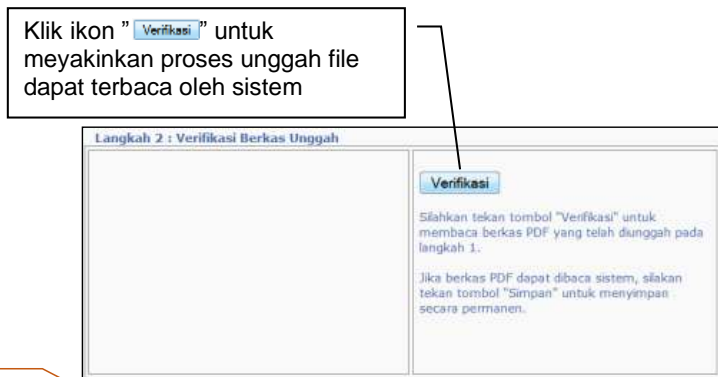 Klik ikon " Verifikasi " untuk
meyakinkan proses unggah file
dapat terbaca oleh sistem
Langkah 2 : Verifikasi Berkas Unggah
Verifikasi
Silahkan tekan tombol "Verifikasi" untuk
membaca berkas PDF yang telah diunggah pada
langkah 1.
Jika berkas PDF dapat dibaca sistem, silakan
tekan tombol "Simpan" untuk menyimpan
secara permanen.